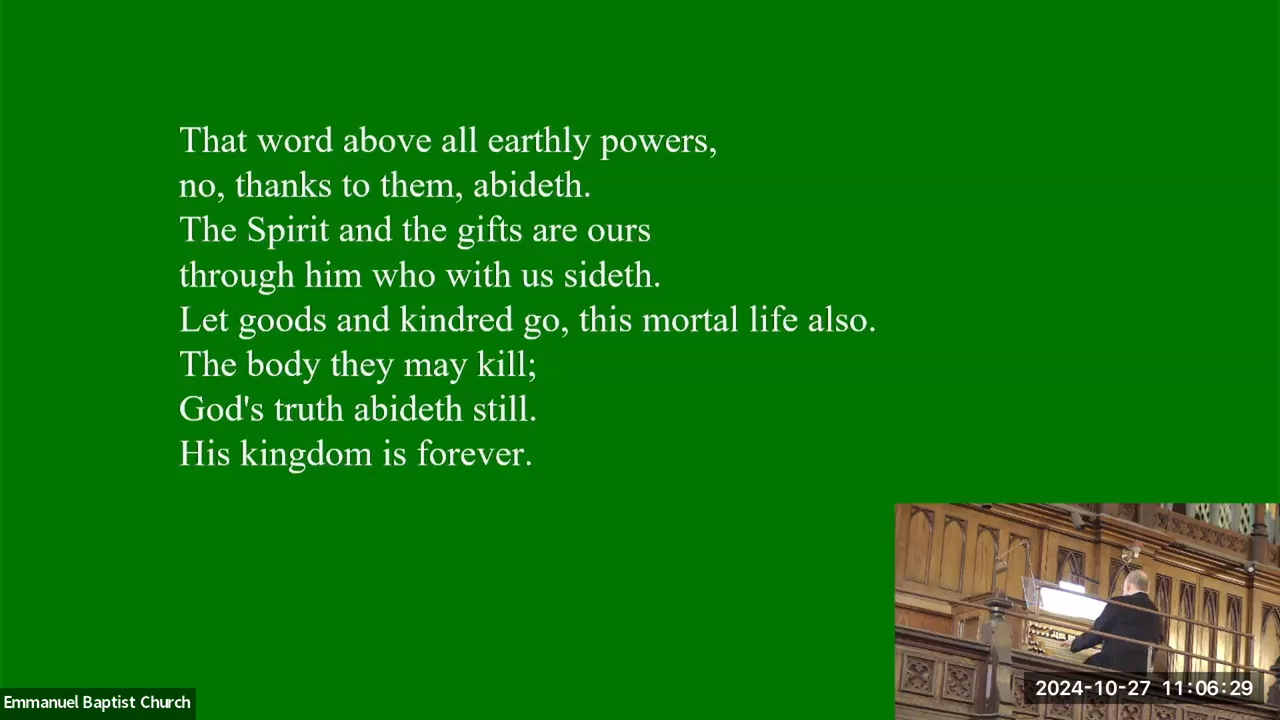 That word above all earthly powers,
no, thanks to them, abideth.
The Spirit and the gifts are ours
through him who with us sideth.
Let goods and kindred go, this mortal life also.
The body they may kill;
God's truth abideth still.
His kingdom is forever.
Emmanuel Baptist Church
2024-10-27 11:06:29